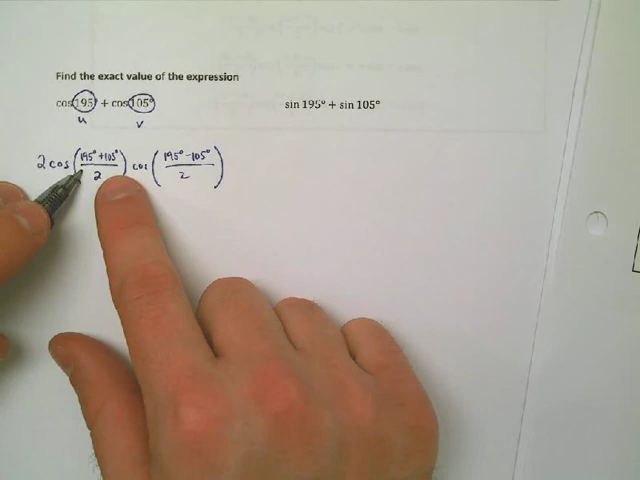 Find the exact value of the expression
cos 195° + cos 105°
sin 195° + sin 105°
u
v
2 cos (195° + 105° / 2) cos (195° - 105° / 2)